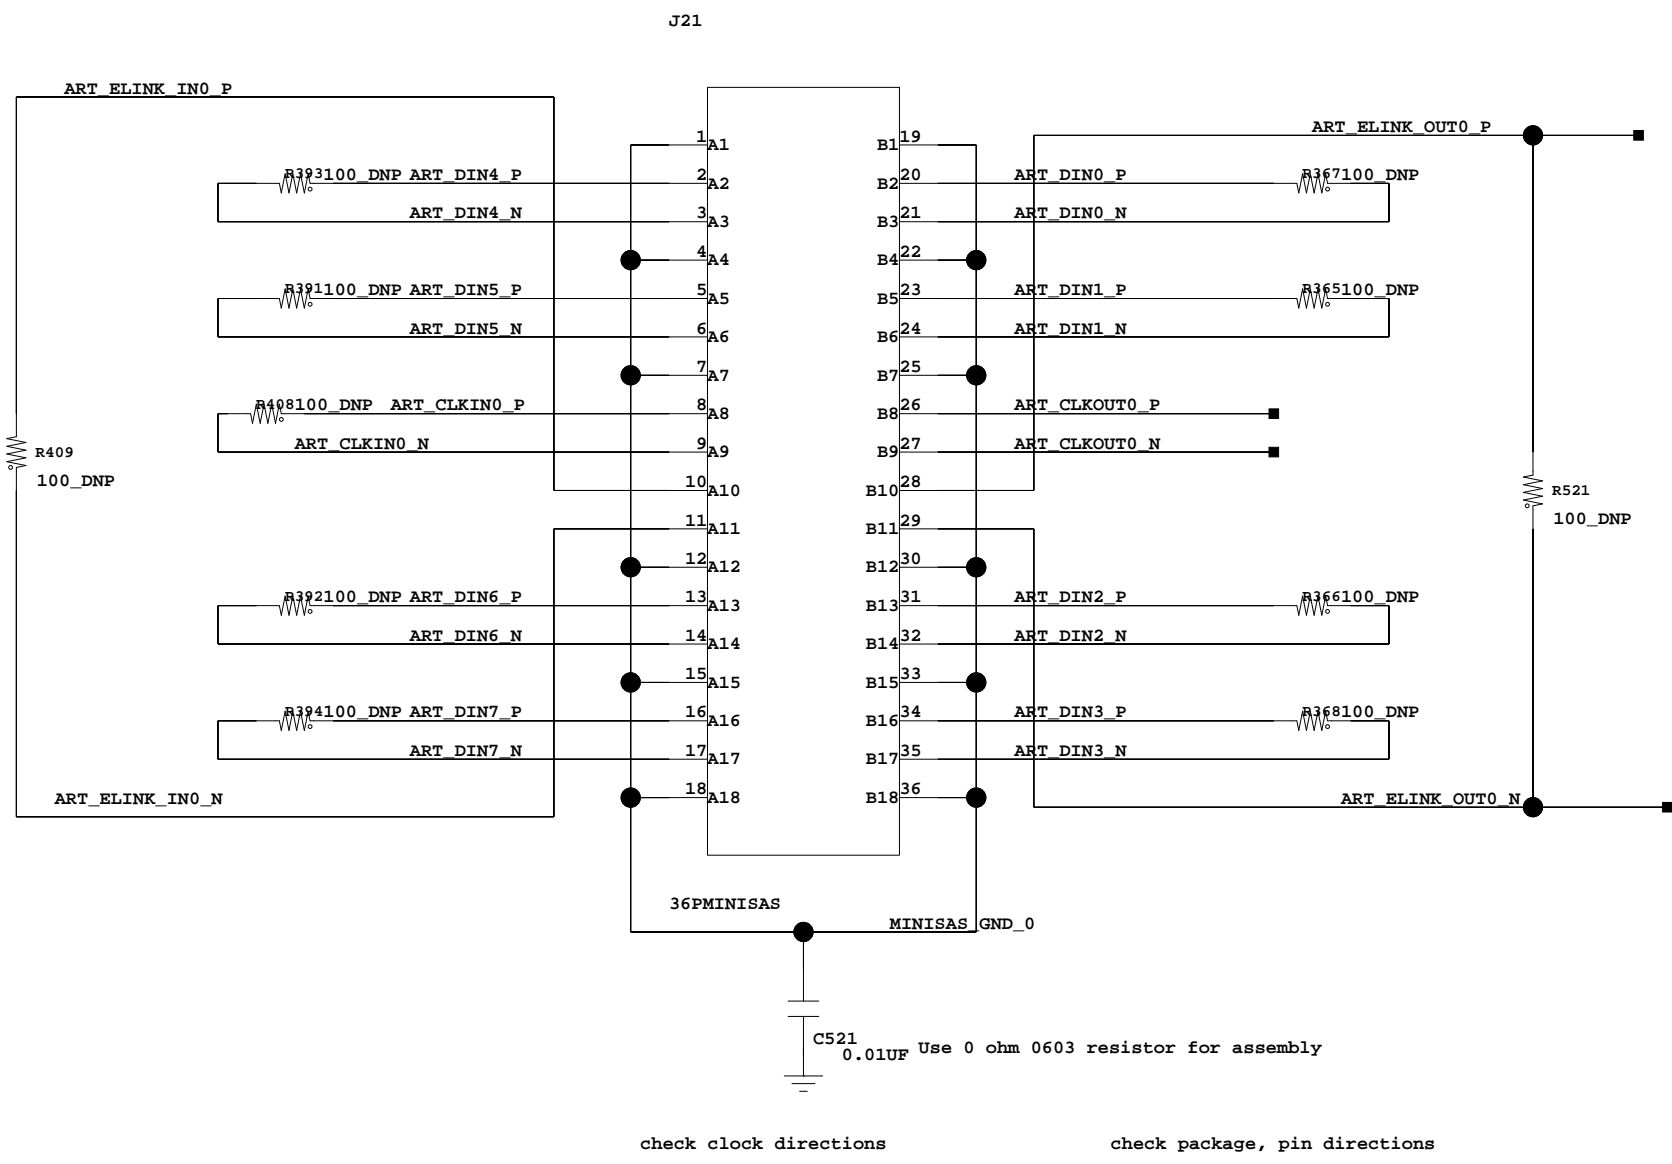 J21
ART_ELINK_IN0_P
ART_ELINK_OUT0_P
1 A1 B1 19
R393 100_DNP ART_DIN4_P 2 A2 B2 20 ART_DIN0_P R367 100_DNP
ART_DIN4_N 3 A3 B3 21 ART_DIN0_N
4 A4 B4 22
R391 100_DNP ART_DIN5_P 5 A5 B5 23 ART_DIN1_P R365 100_DNP
ART_DIN5_N 6 A6 B6 24 ART_DIN1_N
7 A7 B7 25
R408 100_DNP ART_CLKIN0_P 8 A8 B8 26 ART_CLKOUT0_P
ART_CLKIN0_N 9 A9 B9 27 ART_CLKOUT0_N
R409
100_DNP
10 A10 B10 28
R521
100_DNP
11 A11 B11 29
12 A12 B12 30
R392 100_DNP ART_DIN6_P 13 A13 B13 31 ART_DIN2_P R366 100_DNP
ART_DIN6_N 14 A14 B14 32 ART_DIN2_N
15 A15 B15 33
R394 100_DNP ART_DIN7_P 16 A16 B16 34 ART_DIN3_P R368 100_DNP
ART_DIN7_N 17 A17 B17 35 ART_DIN3_N
18 A18 B18 36
ART_ELINK_IN0_N
ART_ELINK_OUT0_N
36PMINISAS
MINISAS_GND_0
C521
0.01UF
Use 0 ohm 0603 resistor for assembly
check clock directions
check package, pin directions